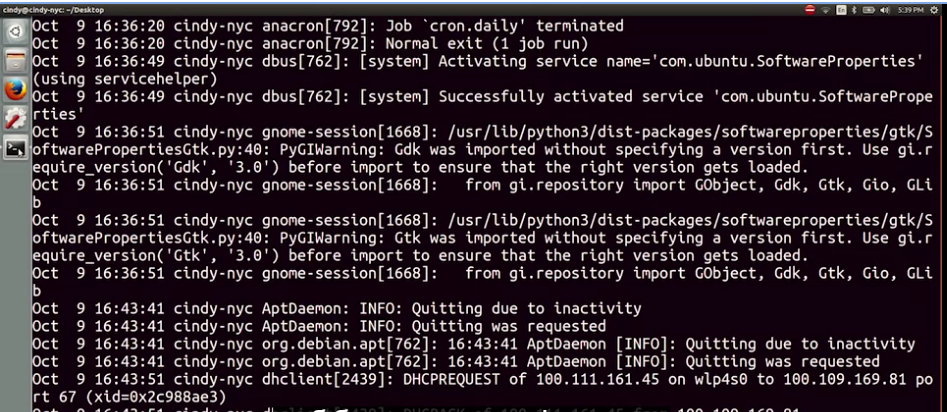 cindy@cindy-nyc: ~/Desktop
En
5:39 PM
Oct  9 16:36:20 cindy-nyc anacron[792]: Job `cron.daily' terminated
Oct  9 16:36:20 cindy-nyc anacron[792]: Normal exit (1 job run)
Oct  9 16:36:49 cindy-nyc dbus[762]: [system] Activating service name='com.ubuntu.SoftwareProperties'
(using servicehelper)
Oct  9 16:36:49 cindy-nyc dbus[762]: [system] Successfully activated service 'com.ubuntu.SoftwarePrope
rties'
Oct  9 16:36:51 cindy-nyc gnome-session[1668]: /usr/lib/python3/dist-packages/softwareproperties/gtk/S
oftwarePropertiesGtk.py:40: PyGIWarning: Gdk was imported without specifying a version first. Use gi.r
equire_version('Gdk', '3.0') before import to ensure that the right version gets loaded.
Oct  9 16:36:51 cindy-nyc gnome-session[1668]:   from gi.repository import GObject, Gdk, Gtk, Gio, GLi
b
Oct  9 16:36:51 cindy-nyc gnome-session[1668]: /usr/lib/python3/dist-packages/softwareproperties/gtk/S
oftwarePropertiesGtk.py:40: PyGIWarning: Gtk was imported without specifying a version first. Use gi.r
equire_version('Gtk', '3.0') before import to ensure that the right version gets loaded.
Oct  9 16:36:51 cindy-nyc gnome-session[1668]:   from gi.repository import GObject, Gdk, Gtk, Gio, GLi
b
Oct  9 16:43:41 cindy-nyc AptDaemon: INFO: Quitting due to inactivity
Oct  9 16:43:41 cindy-nyc AptDaemon: INFO: Quitting was requested
Oct  9 16:43:41 cindy-nyc org.debian.apt[762]: 16:43:41 AptDaemon [INFO]: Quitting due to inactivity
Oct  9 16:43:41 cindy-nyc org.debian.apt[762]: 16:43:41 AptDaemon [INFO]: Quitting was requested
Oct  9 16:43:51 cindy-nyc dhclient[2439]: DHCPREQUEST of 100.111.161.45 on wlp4s0 to 100.109.169.81 po
rt 67 (xid=0x2c988ae3)
Oct  9 16:43:51 cindy-nyc